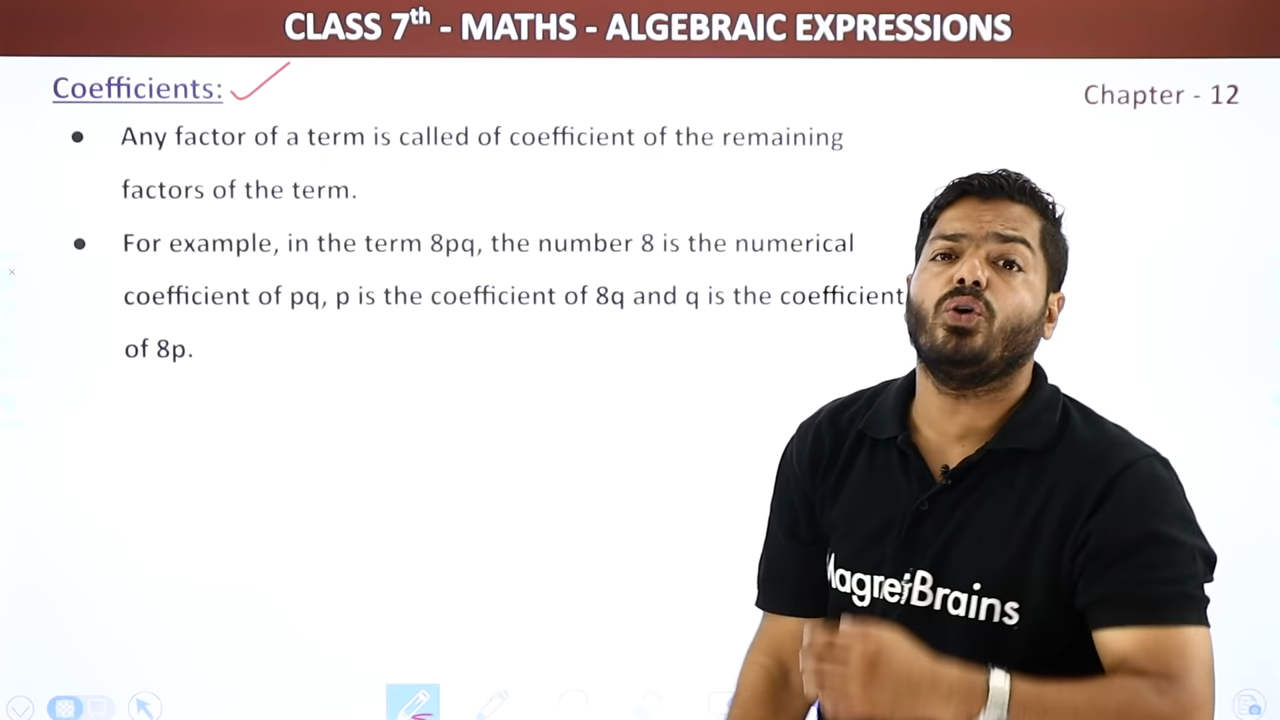 CLASS 7th - MATHS - ALGEBRAIC EXPRESSIONS
Coefficients:
Chapter - 12
● Any factor of a term is called of coefficient of the remaining
factors of the term.
● For example, in the term 8pq, the number 8 is the numerical
coefficient of pq, p is the coefficient of 8q and q is the coefficient
of 8p.
MagnetBrains